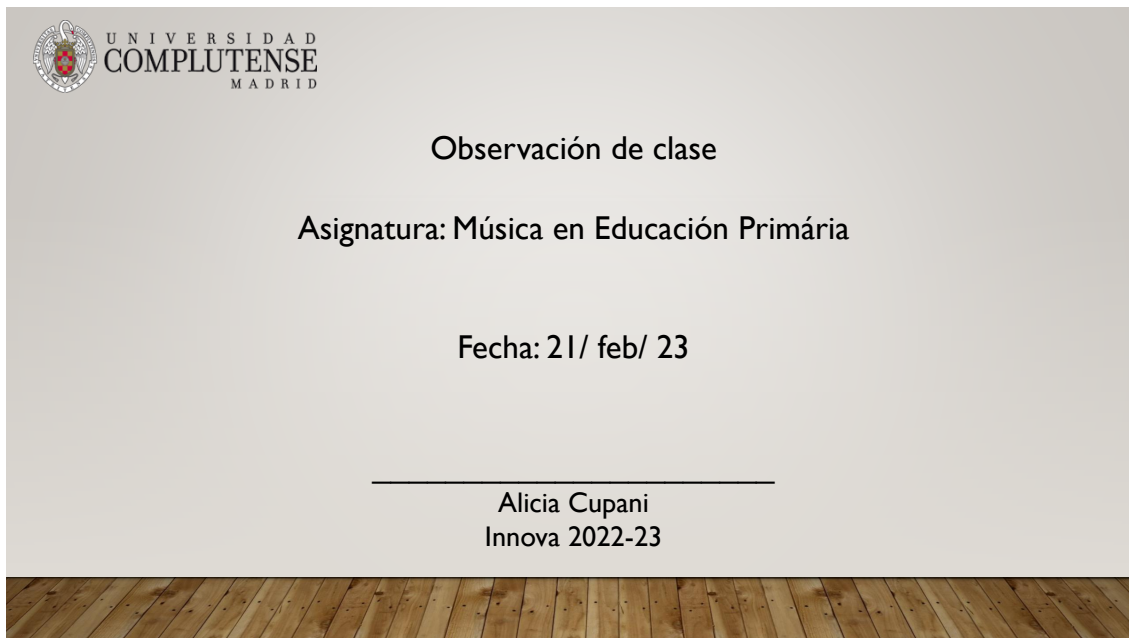 UNIVERSIDAD
COMPLUTENSE
MADRID
Observación de clase
Asignatura: Música en Educación Primária
Fecha: 21/ feb/ 23
Alicia Cupani
Innova 2022-23